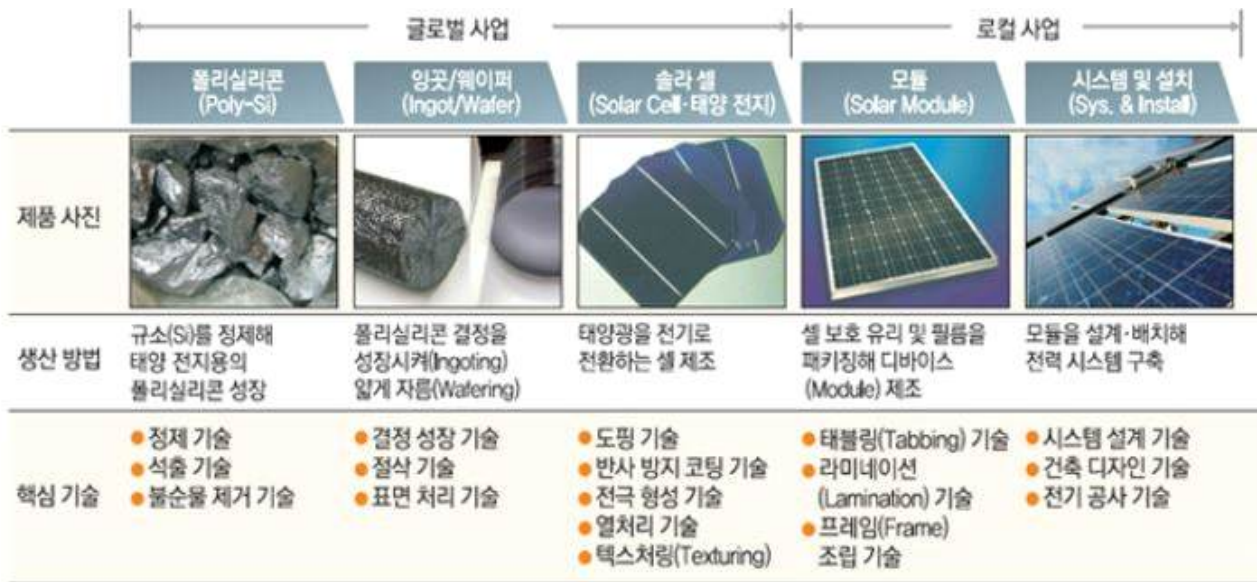 글로벌 사업
로컬 사업
폴리실리콘
(Poly-Si)
잉곳/웨이퍼
(Ingot/Wafer)
솔라 셀
(Solar Cell·태양 전지)
모듈
(Solar Module)
시스템 및 설치
(Sys. & Install)
제품 사진
생산 방법
규소(Si)를 정제해
태양 전지용의
폴리실리콘 성장
폴리실리콘 결정을
성장시켜(Ingoting)
얇게 자름(Wafering)
태양광을 전기로
전환하는 셀 제조
셀 보호 유리 및 필름을
패키징해 디바이스
(Module) 제조
모듈을 설계·배치해
전력 시스템 구축
핵심 기술
정제 기술
석출 기술
불순물 제거 기술
결정 성장 기술
절삭 기술
표면 처리 기술
도핑 기술
반사 방지 코팅 기술
전극 형성 기술
열처리 기술
텍스처링(Texturing)
태블링(Tabbing) 기술
라미네이션
(Lamination) 기술
프레임(Frame)
조립 기술
시스템 설계 기술
건축 디자인 기술
전기 공사 기술